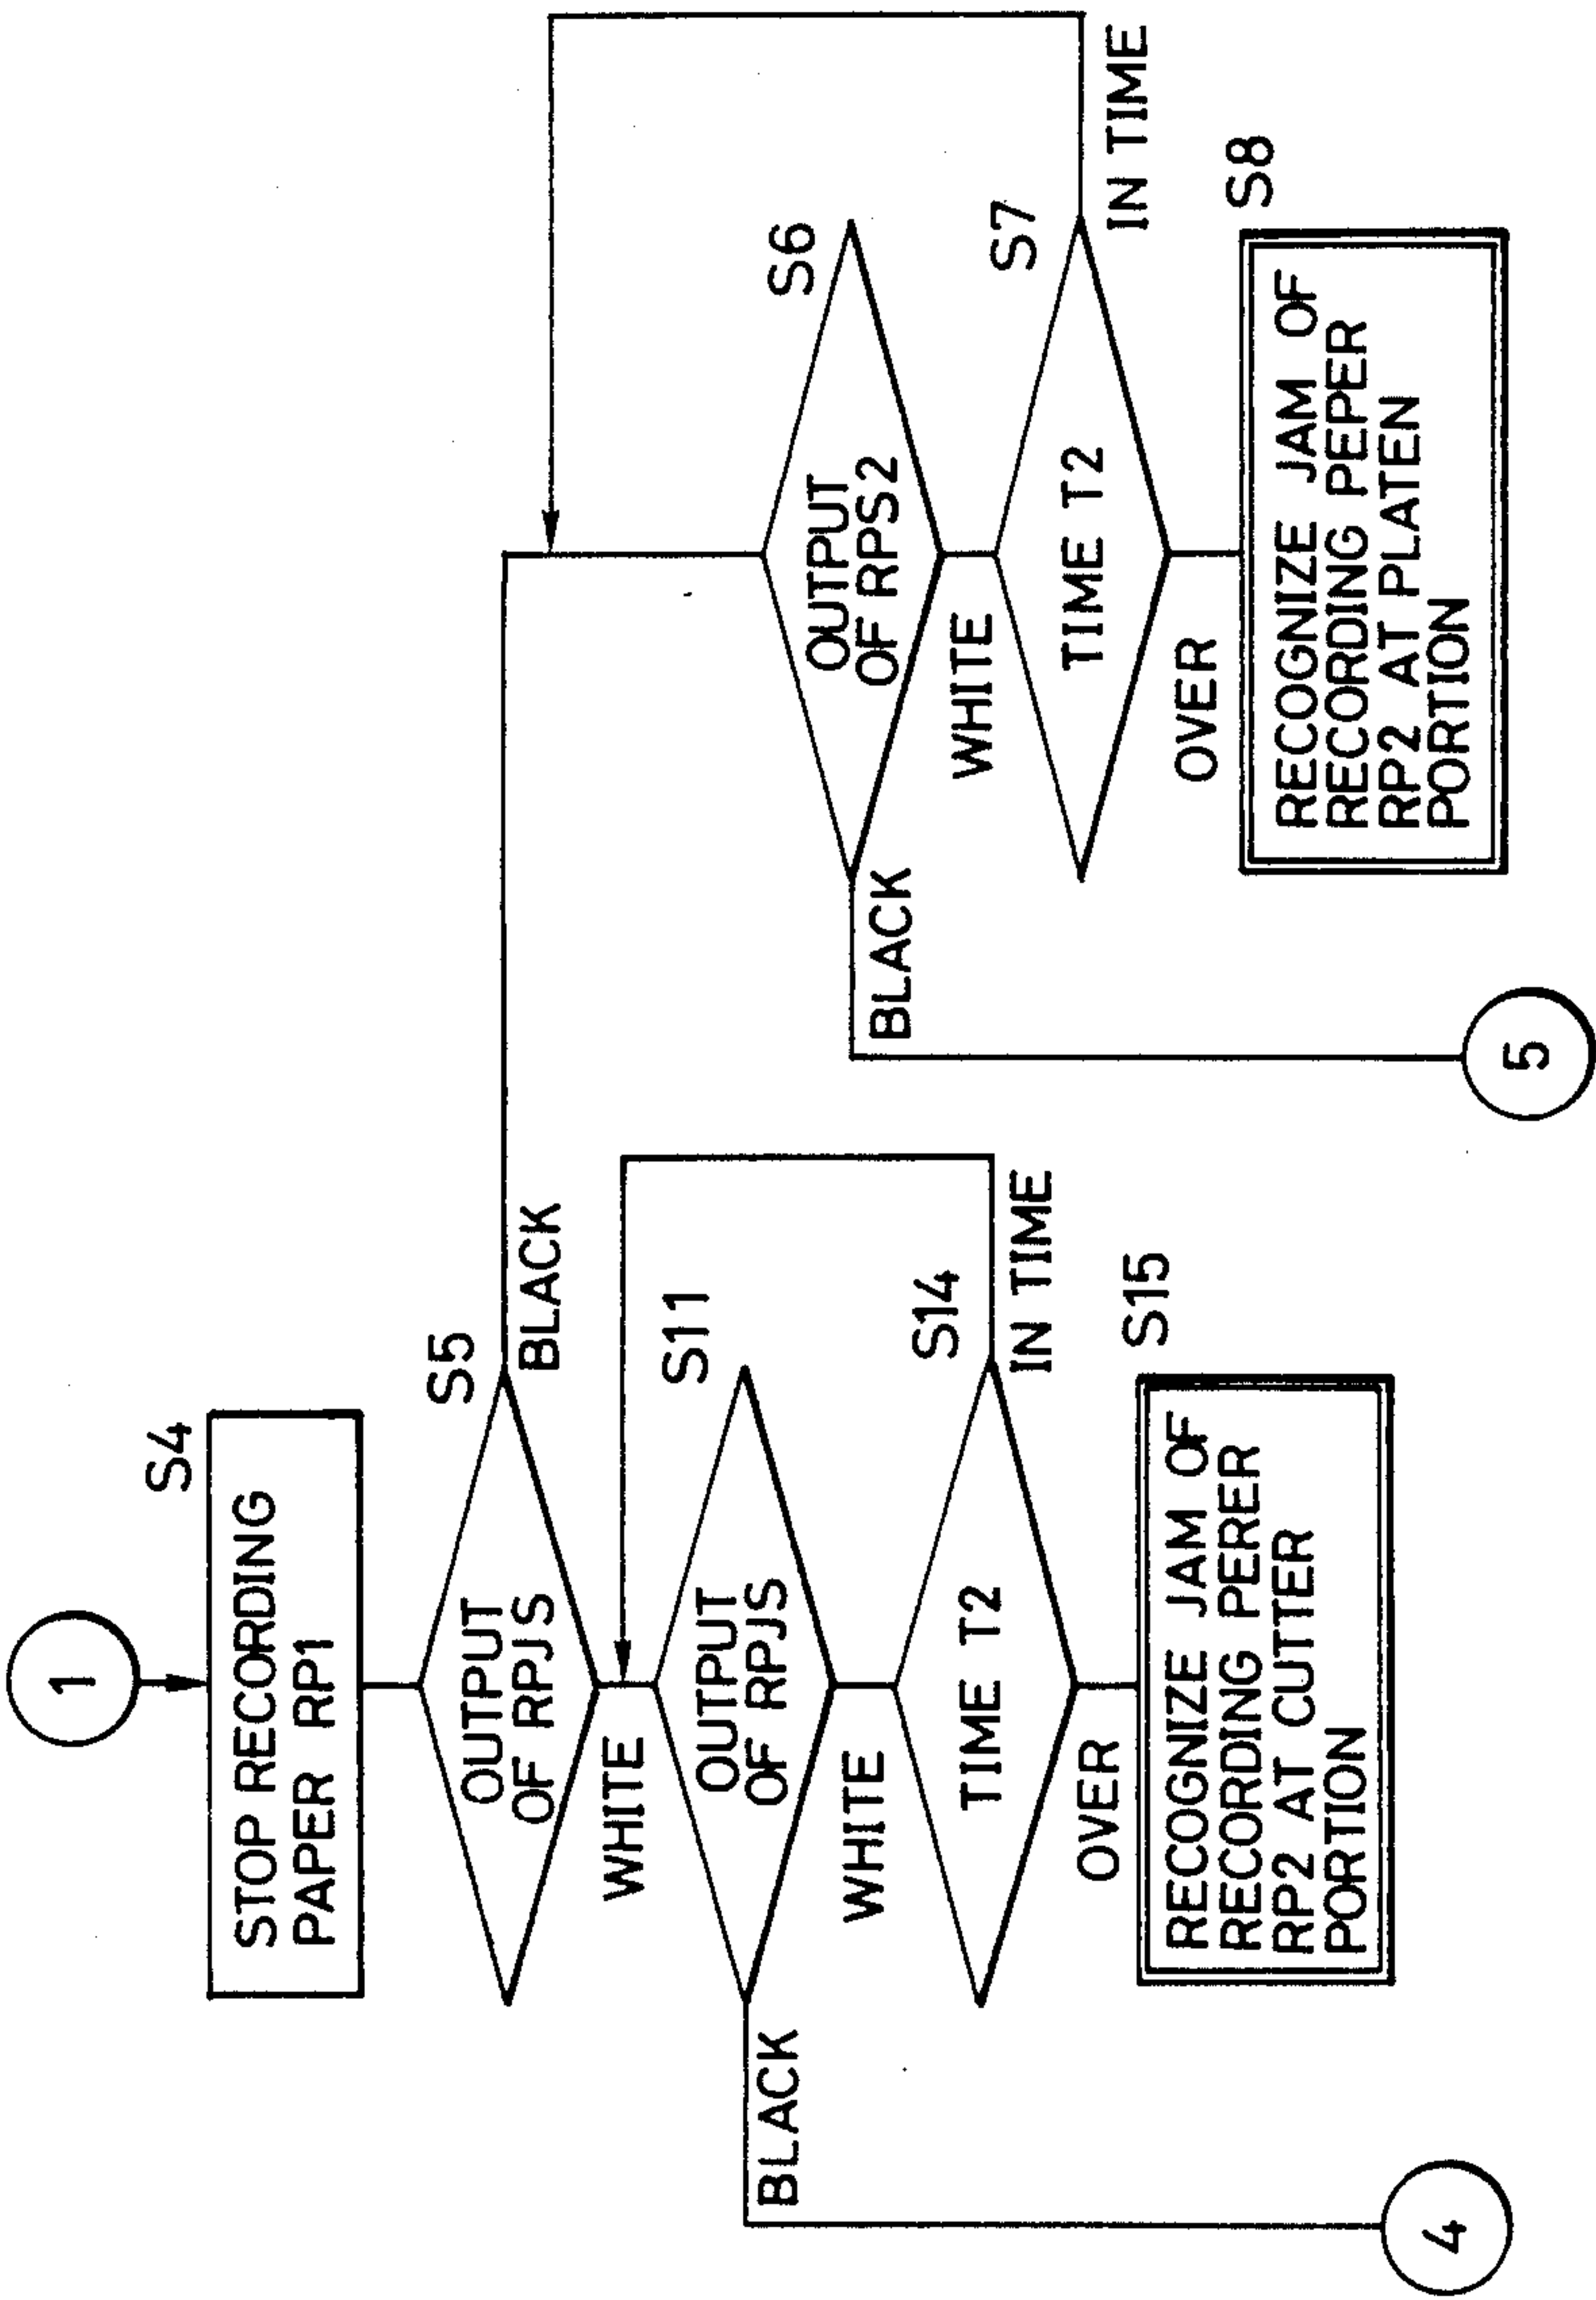 1
S4
STOP RECORDING
PAPER RP1
S5
OUTPUT
OF RPJS
BLACK
WHITE
S11
OUTPUT
OF RPJS
BLACK
WHITE
S14
TIME T2
IN TIME
OVER
S15
RECOGNIZE JAM OF
RECORDING PERER
RP2 AT CUTTER
PORTION
4
S6
OUTPUT
OF RPS2
BLACK
WHITE
S7
TIME T2
IN TIME
OVER
S8
RECOGNIZE JAM OF
RECORDING PEPER
RP2 AT PLATEN
PORTION
5